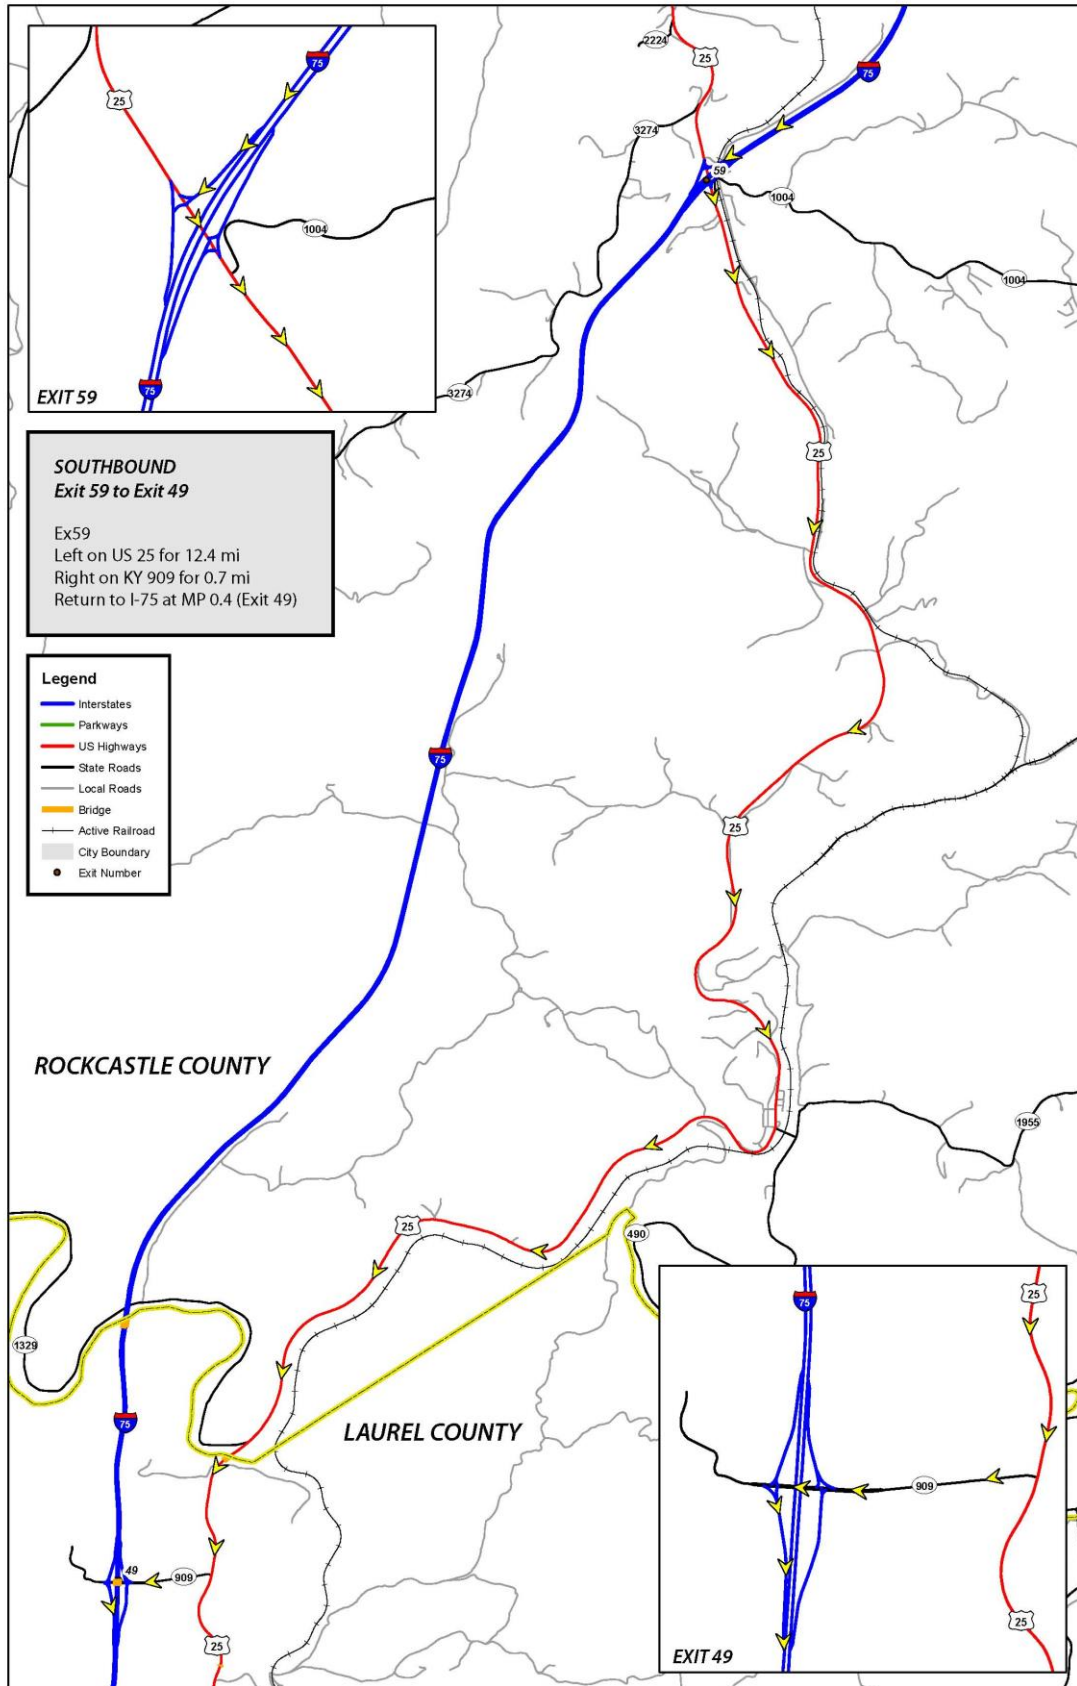 2224
25
75
75
25
3274
59
1004
1004
1004
25
75
EXIT 59
3274
SOUTHBOUND
Exit 59 to Exit 49
Ex59
Left on US 25 for 12.4 mi
Right on KY 909 for 0.7 mi
Return to I-75 at MP 0.4 (Exit 49)
Legend
Interstates
Parkways
US Highways
State Roads
Local Roads
Bridge
Active Railroad
City Boundary
Exit Number
75
25
ROCKCASTLE COUNTY
1955
25
490
1329
75
LAUREL COUNTY
75
25
909
25
EXIT 49
49
909
25